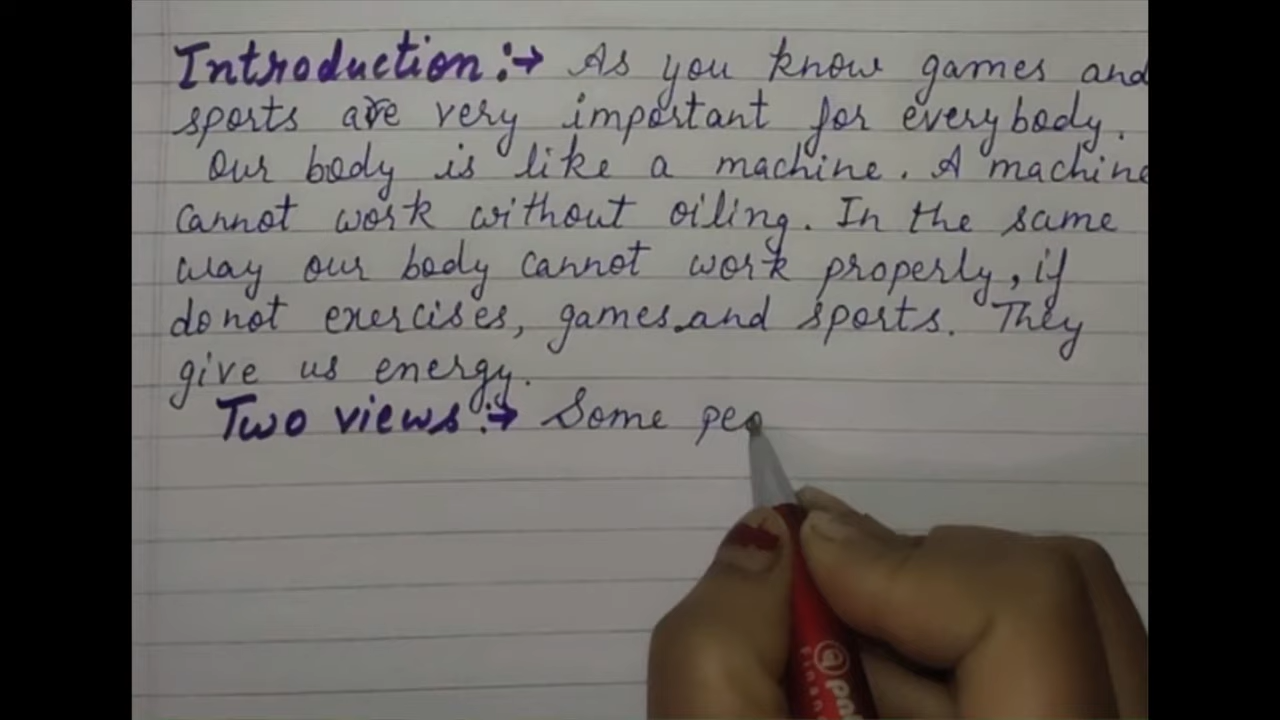 Introduction :→ As you know games and
sports are very important for everybody.
Our body is like a machine. A machine
cannot work without oiling. In the same
way our body cannot work properly, if
do not exercises, games and sports. They
give us energy.
Two views :→ Some peo